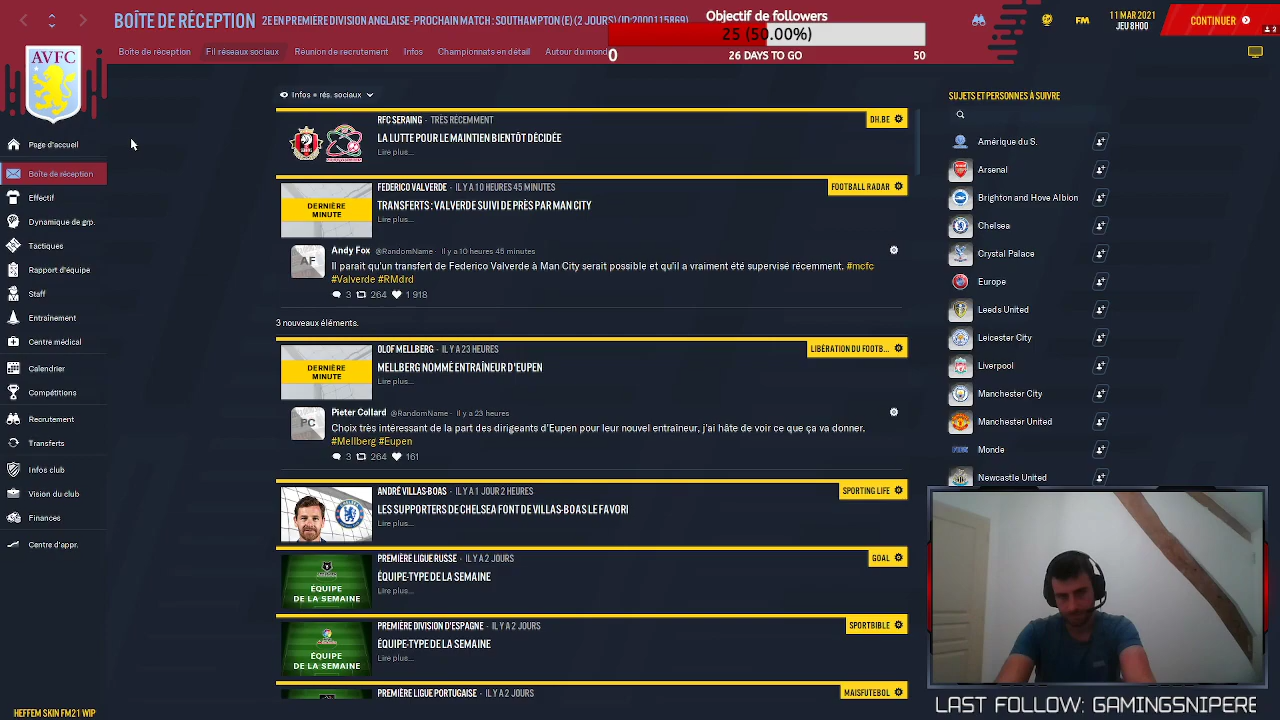 BOÎTE DE RÉCEPTION
2E EN PREMIÈRE DIVISION ANGLAISE - PROCHAIN MATCH : SOUTHAMPTON (E) (2 JOURS) (ID:2000115869)
Objectif de followers
25 (50.00%)
0
26 DAYS TO GO
50
FM
11 MAR 2021
JEU 8H00
CONTINUER
2
Boîte de réception
Fil réseaux sociaux
Réunion de recrutement
Infos
Championnats en détail
Autour du mond
AVFC
Page d'accueil
Boîte de réception
Effectif
Dynamique de grp.
Tactiques
Rapport d'équipe
Staff
Entraînement
Centre médical
Calendrier
Compétitions
Recrutement
Transferts
Infos club
Vision du club
Finances
Centre d'appr.
HEFFEM SKIN FM21 WIP
Infos = rés. sociaux
RFC SERAING - TRÈS RÉCEMMENT
DH.BE
LA LUTTE POUR LE MAINTIEN BIENTÔT DÉCIDÉE
Lire plus...
DERNIÈRE
MINUTE
FEDERICO VALVERDE - IL Y A 10 HEURES 45 MINUTES
FOOTBALL RADAR
TRANSFERTS : VALVERDE SUIVI DE PRÈS PAR MAN CITY
Lire plus...
AF
Andy Fox @RandomName - Il y a 10 heures 45 minutes
Il parait qu'un transfert de Federico Valverde à Man City serait possible et qu'il a vraiment été supervisé récemment. #mcfc
#Valverde #RMdrd
3 264 1 918
3 nouveaux éléments.
DERNIÈRE
MINUTE
OLOF MELLBERG - IL Y A 23 HEURES
LIBÉRATION DU FOOTB...
MELLBERG NOMMÉ ENTRAÎNEUR D'EUPEN
Lire plus...
PC
Pieter Collard @RandomName - Il y a 23 heures
Choix très intéressant de la part des dirigeants d'Eupen pour leur nouvel entraîneur, j'ai hâte de voir ce que ça va donner.
#Mellberg #Eupen
3 264 161
ANDRÉ VILLAS-BOAS - IL Y A 1 JOUR 2 HEURES
SPORTING LIFE
LES SUPPORTERS DE CHELSEA FONT DE VILLAS-BOAS LE FAVORI
Lire plus...
PREMIÈRE LIGUE RUSSE - IL Y A 2 JOURS
GOAL
ÉQUIPE-TYPE DE LA SEMAINE
Lire plus...
ÉQUIPE
DE LA SEMAINE
PREMIÈRE DIVISION D'ESPAGNE - IL Y A 2 JOURS
SPORTBIBLE
ÉQUIPE-TYPE DE LA SEMAINE
Lire plus...
ÉQUIPE
DE LA SEMAINE
PREMIÈRE LIGUE PORTUGAISE - IL Y A 2 JOURS
MAISFUTEBOL
SUJETS ET PERSONNES À SUIVRE
Amérique du S.
Arsenal
Brighton and Hove Albion
Chelsea
Crystal Palace
Europe
Leeds United
Leicester City
Liverpool
Manchester City
Manchester United
Monde
Newcastle United
LAST FOLLOW: GAMINGSNIPERE